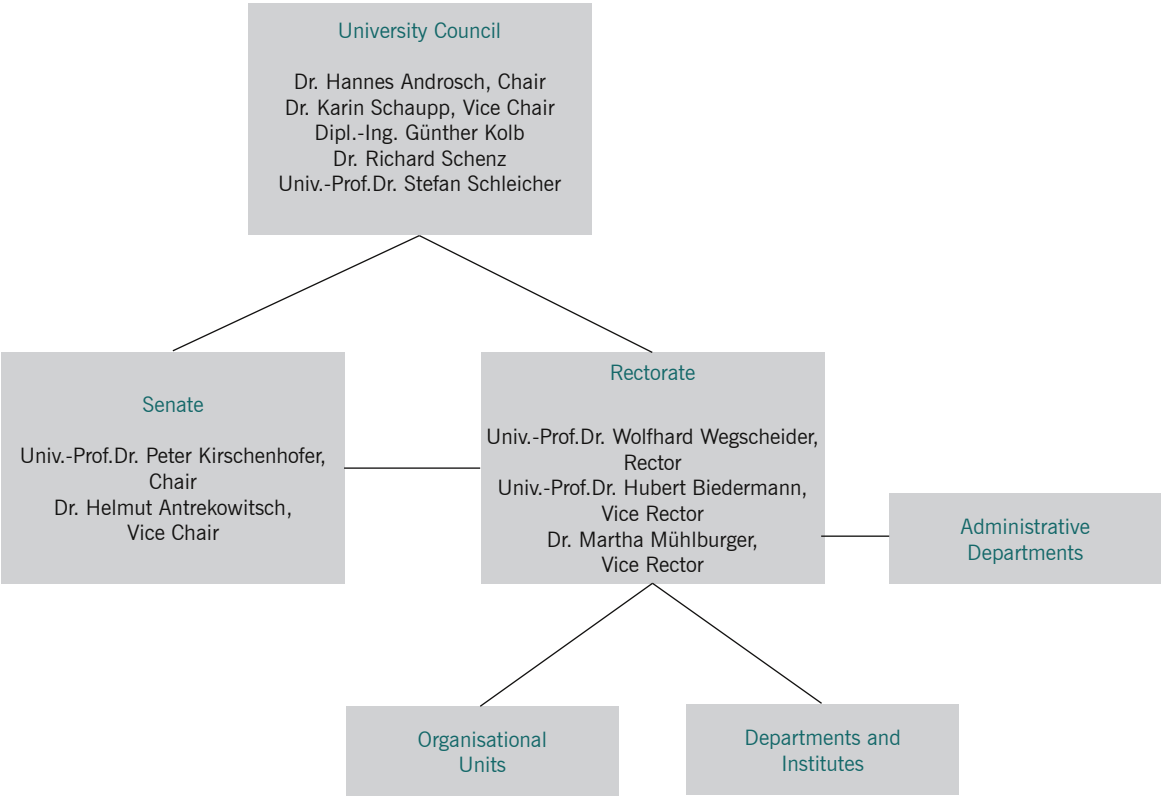 University Council
Dr. Hannes Androsch, Chair
Dr. Karin Schaupp, Vice Chair
Dipl.-Ing. Günther Kolb
Dr. Richard Schenz
Univ.-Prof.Dr. Stefan Schleicher
Senate
Univ.-Prof.Dr. Peter Kirschenhofer,
Chair
Dr. Helmut Antrekowitsch,
Vice Chair
Rectorate
Univ.-Prof.Dr. Wolfhard Wegscheider,
Rector
Univ.-Prof.Dr. Hubert Biedermann,
Vice Rector
Dr. Martha Mühlburger,
Vice Rector
Administrative
Departments
Organisational
Units
Departments and
Institutes